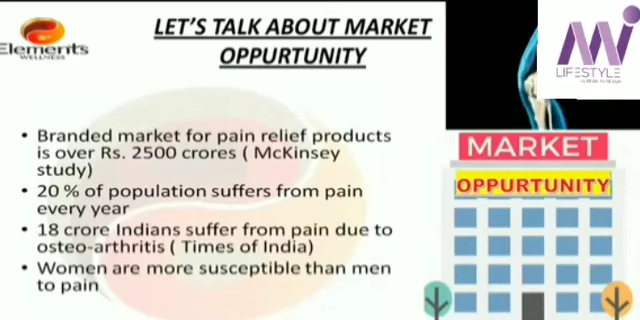 Elements
WELLNESS
LET'S TALK ABOUT MARKET
OPPURTUNITY
Mi
LIFESTYLE
• Branded market for pain relief products
is over Rs. 2500 crores ( McKinsey
study)
• 20 % of population suffers from pain
every year
• 18 crore Indians suffer from pain due to
osteo-arthritis ( Times of India)
• Women are more susceptible than men
to pain
MARKET
OPPURTUNITY